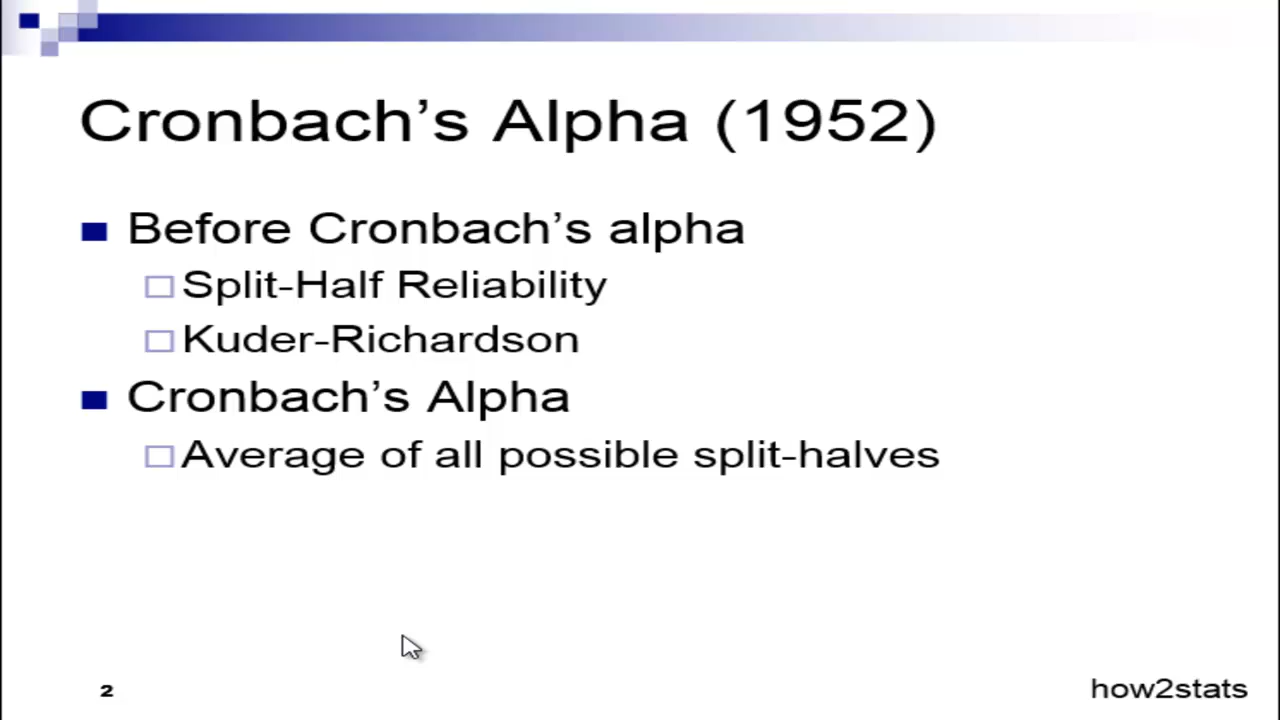 Cronbach’s Alpha (1952)
Before Cronbach’s alpha
Split-Half Reliability
Kuder-Richardson
Cronbach’s Alpha
Average of all possible split-halves
2
how2stats